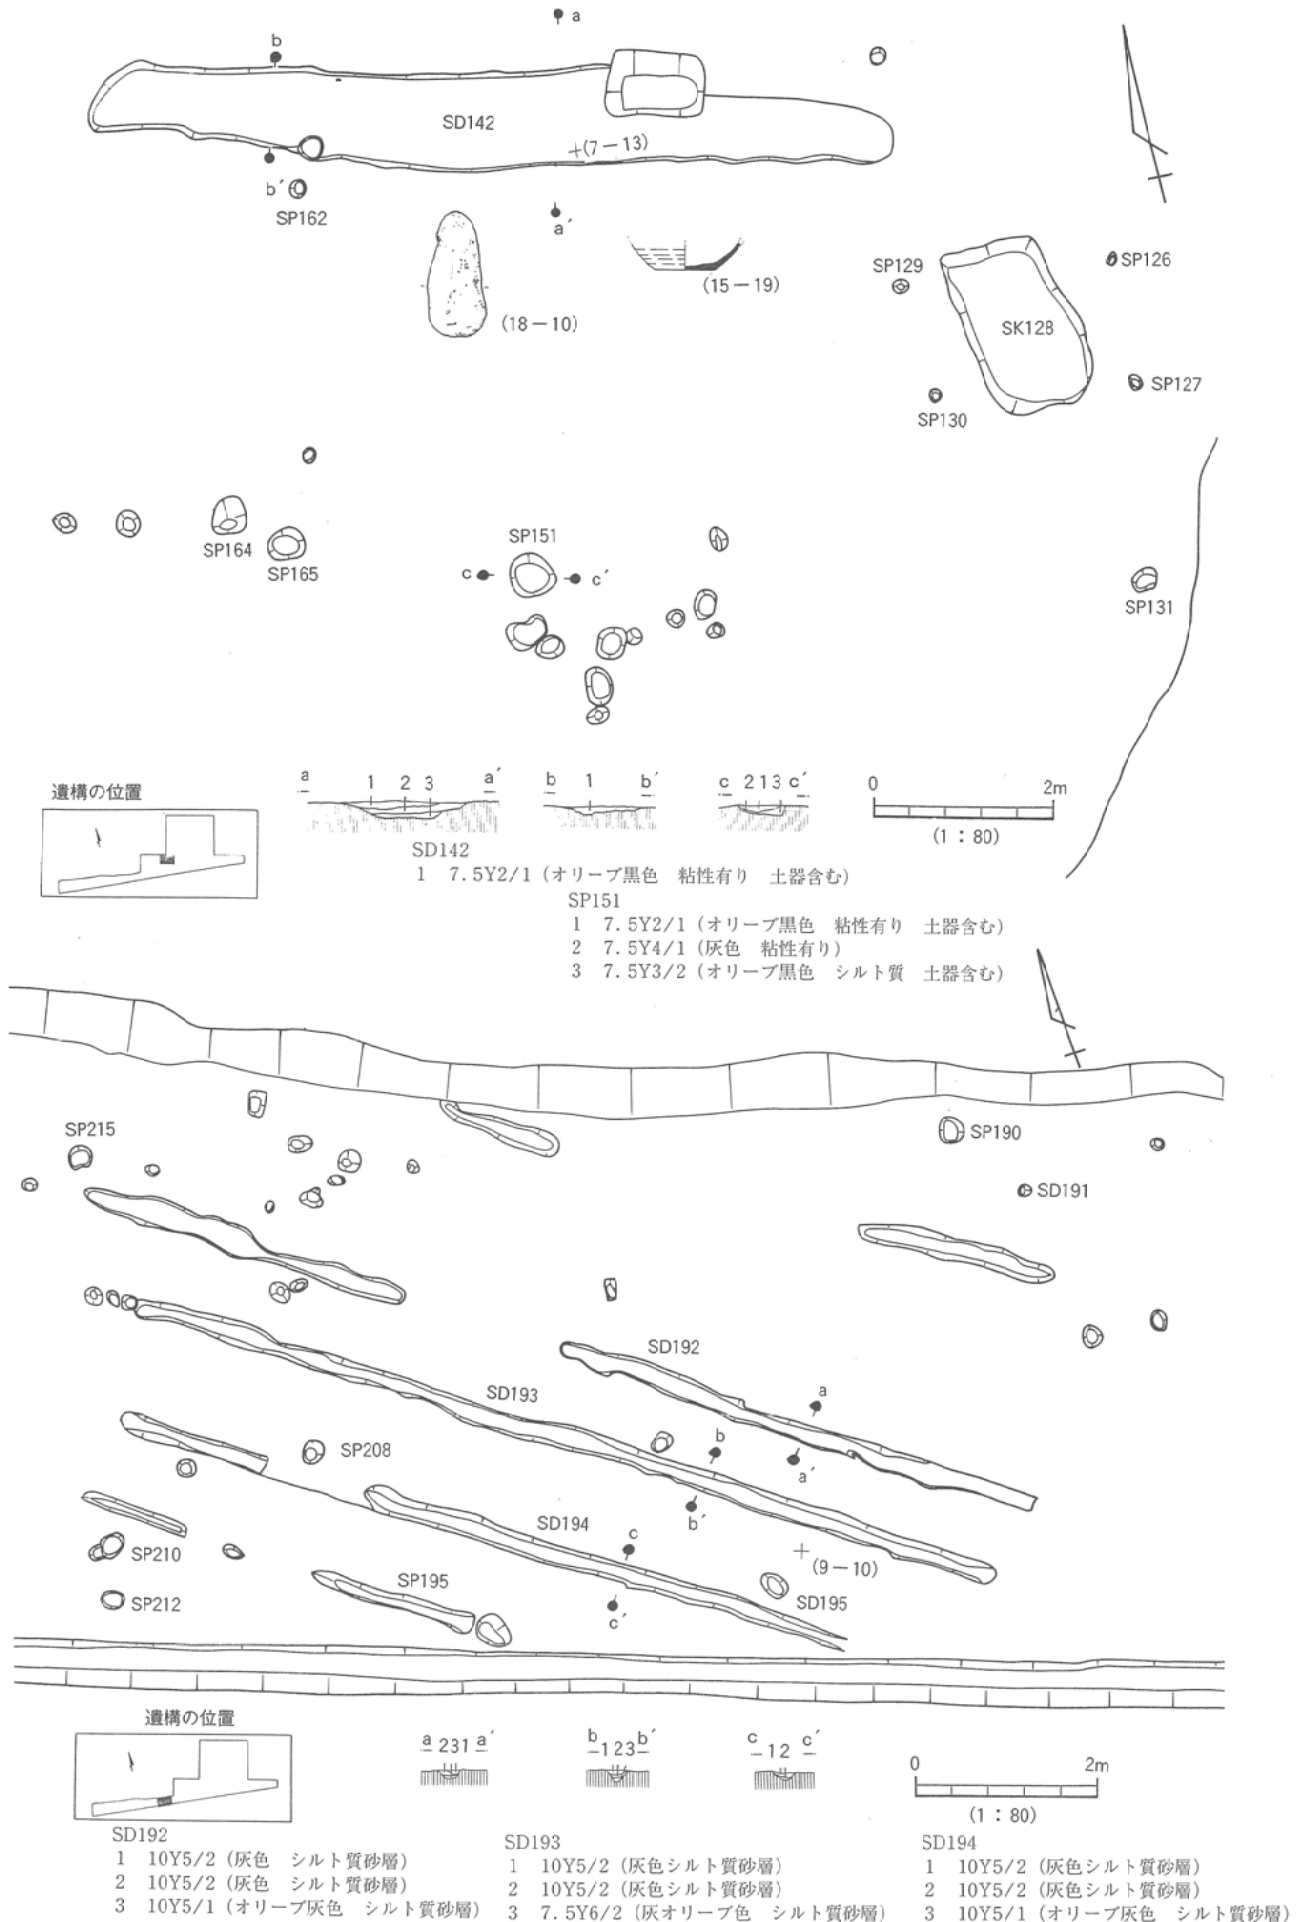 a
b
SD142
(7-13)
b′
SP162
a′
(15-19)
(18-10)
SP129
SP126
SK128
SP127
SP130
SP164
SP165
SP151
c c′
SP131
遺構の位置
a 1 2 3 a′
b 1 b′
c 2 1 3 c′
0 2m
(1:80)
SD142
1 7.5Y2/1 (オリーブ黒色 粘性有り 土器含む)
SP151
1 7.5Y2/1 (オリーブ黒色 粘性有り 土器含む)
2 7.5Y4/1 (灰色 粘性有り)
3 7.5Y3/2 (オリーブ黒色 シルト質 土器含む)
SP215
SP190
SD191
SD192
SD193
a
b
SP208
a′
b′
SD194
c
(9-10)
SP210
SP195
SD195
SP212
c′
遺構の位置
a 231 a′
b 123 b′
c 12 c′
0 2m
(1:80)
SD192
1 10Y5/2 (灰色 シルト質砂層)
2 10Y5/2 (灰色 シルト質砂層)
3 10Y5/1 (オリーブ灰色 シルト質砂層)
SD193
1 10Y5/2 (灰色シルト質砂層)
2 10Y5/2 (灰色シルト質砂層)
3 7.5Y6/2 (灰オリーブ色 シルト質砂層)
SD194
1 10Y5/2 (灰色シルト質砂層)
2 10Y5/2 (灰色シルト質砂層)
3 10Y5/1 (オリーブ灰色 シルト質砂層)